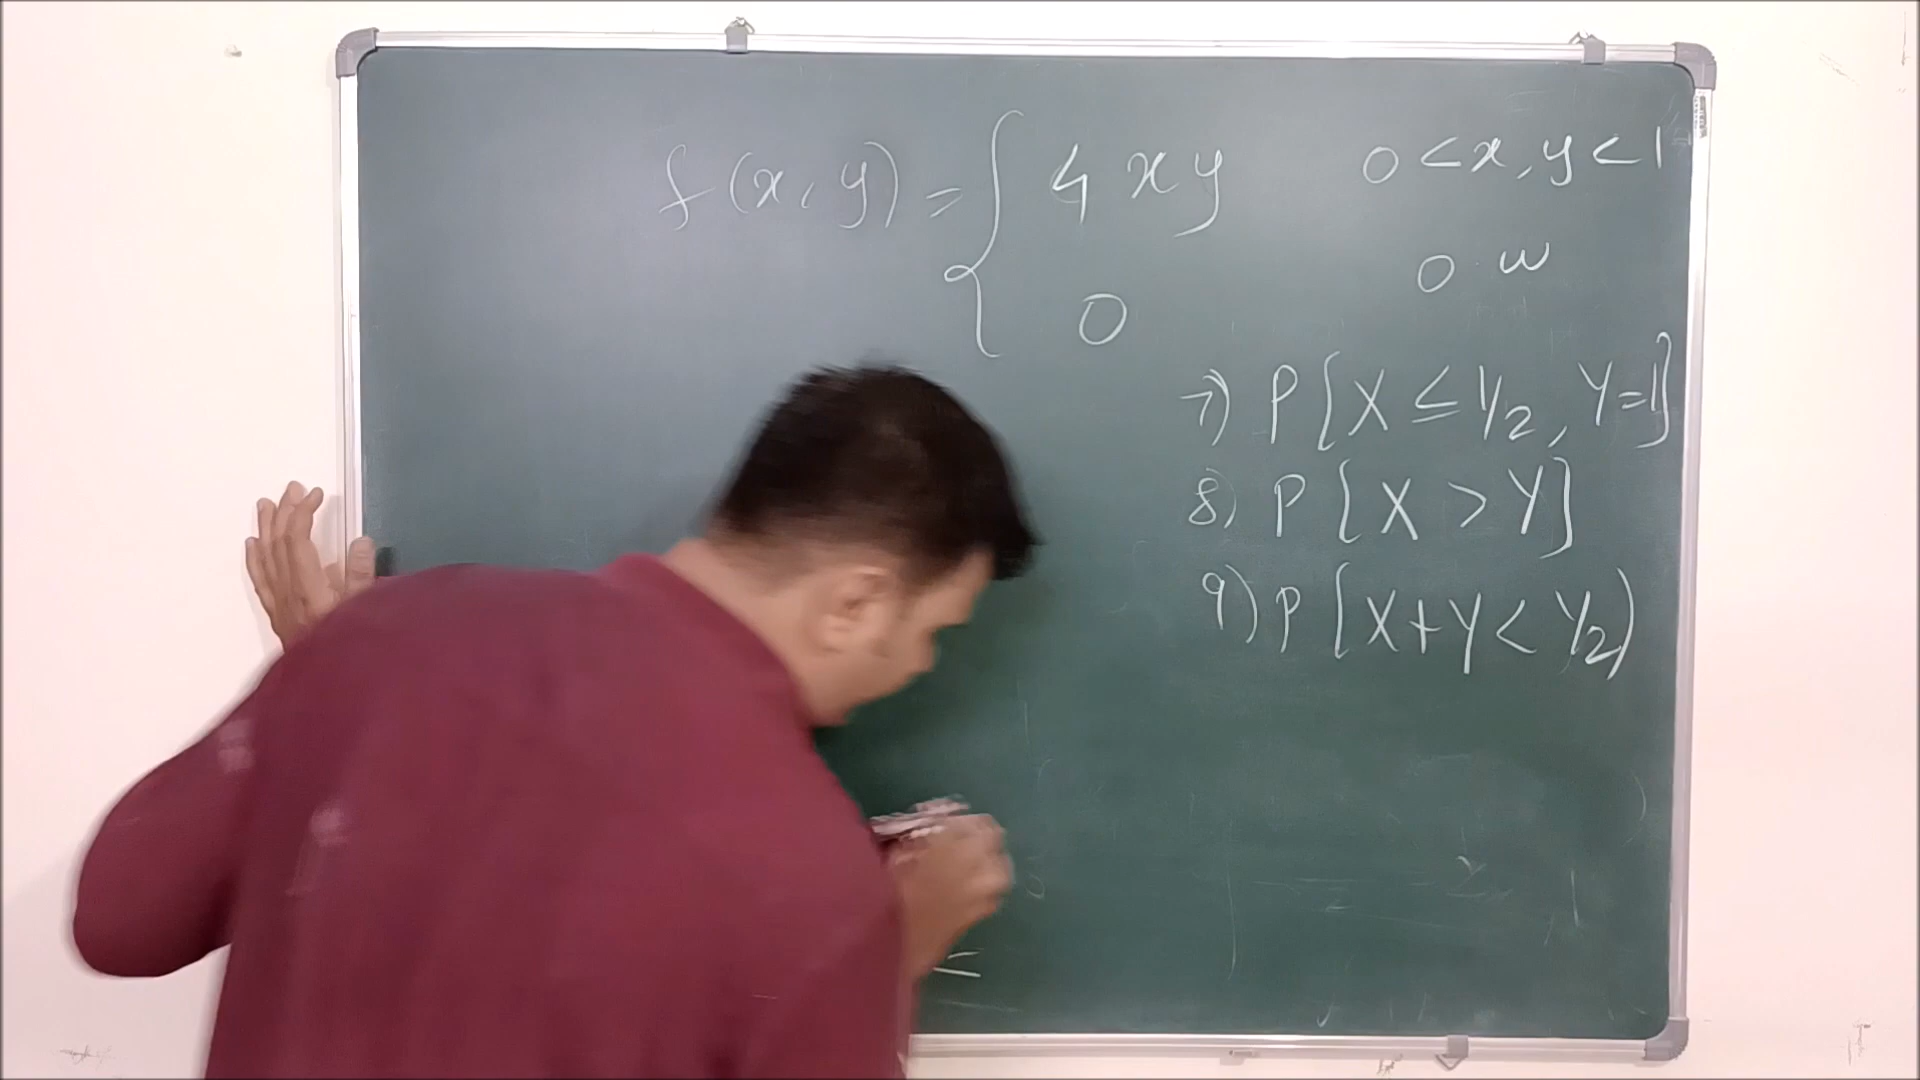 f(x, y) = { 4xy 0 < x, y < 1
0 o w
7) P[X ≤ 1/2, Y=1]
8) P[X > Y]
9) P[X+Y < 1/2)
=